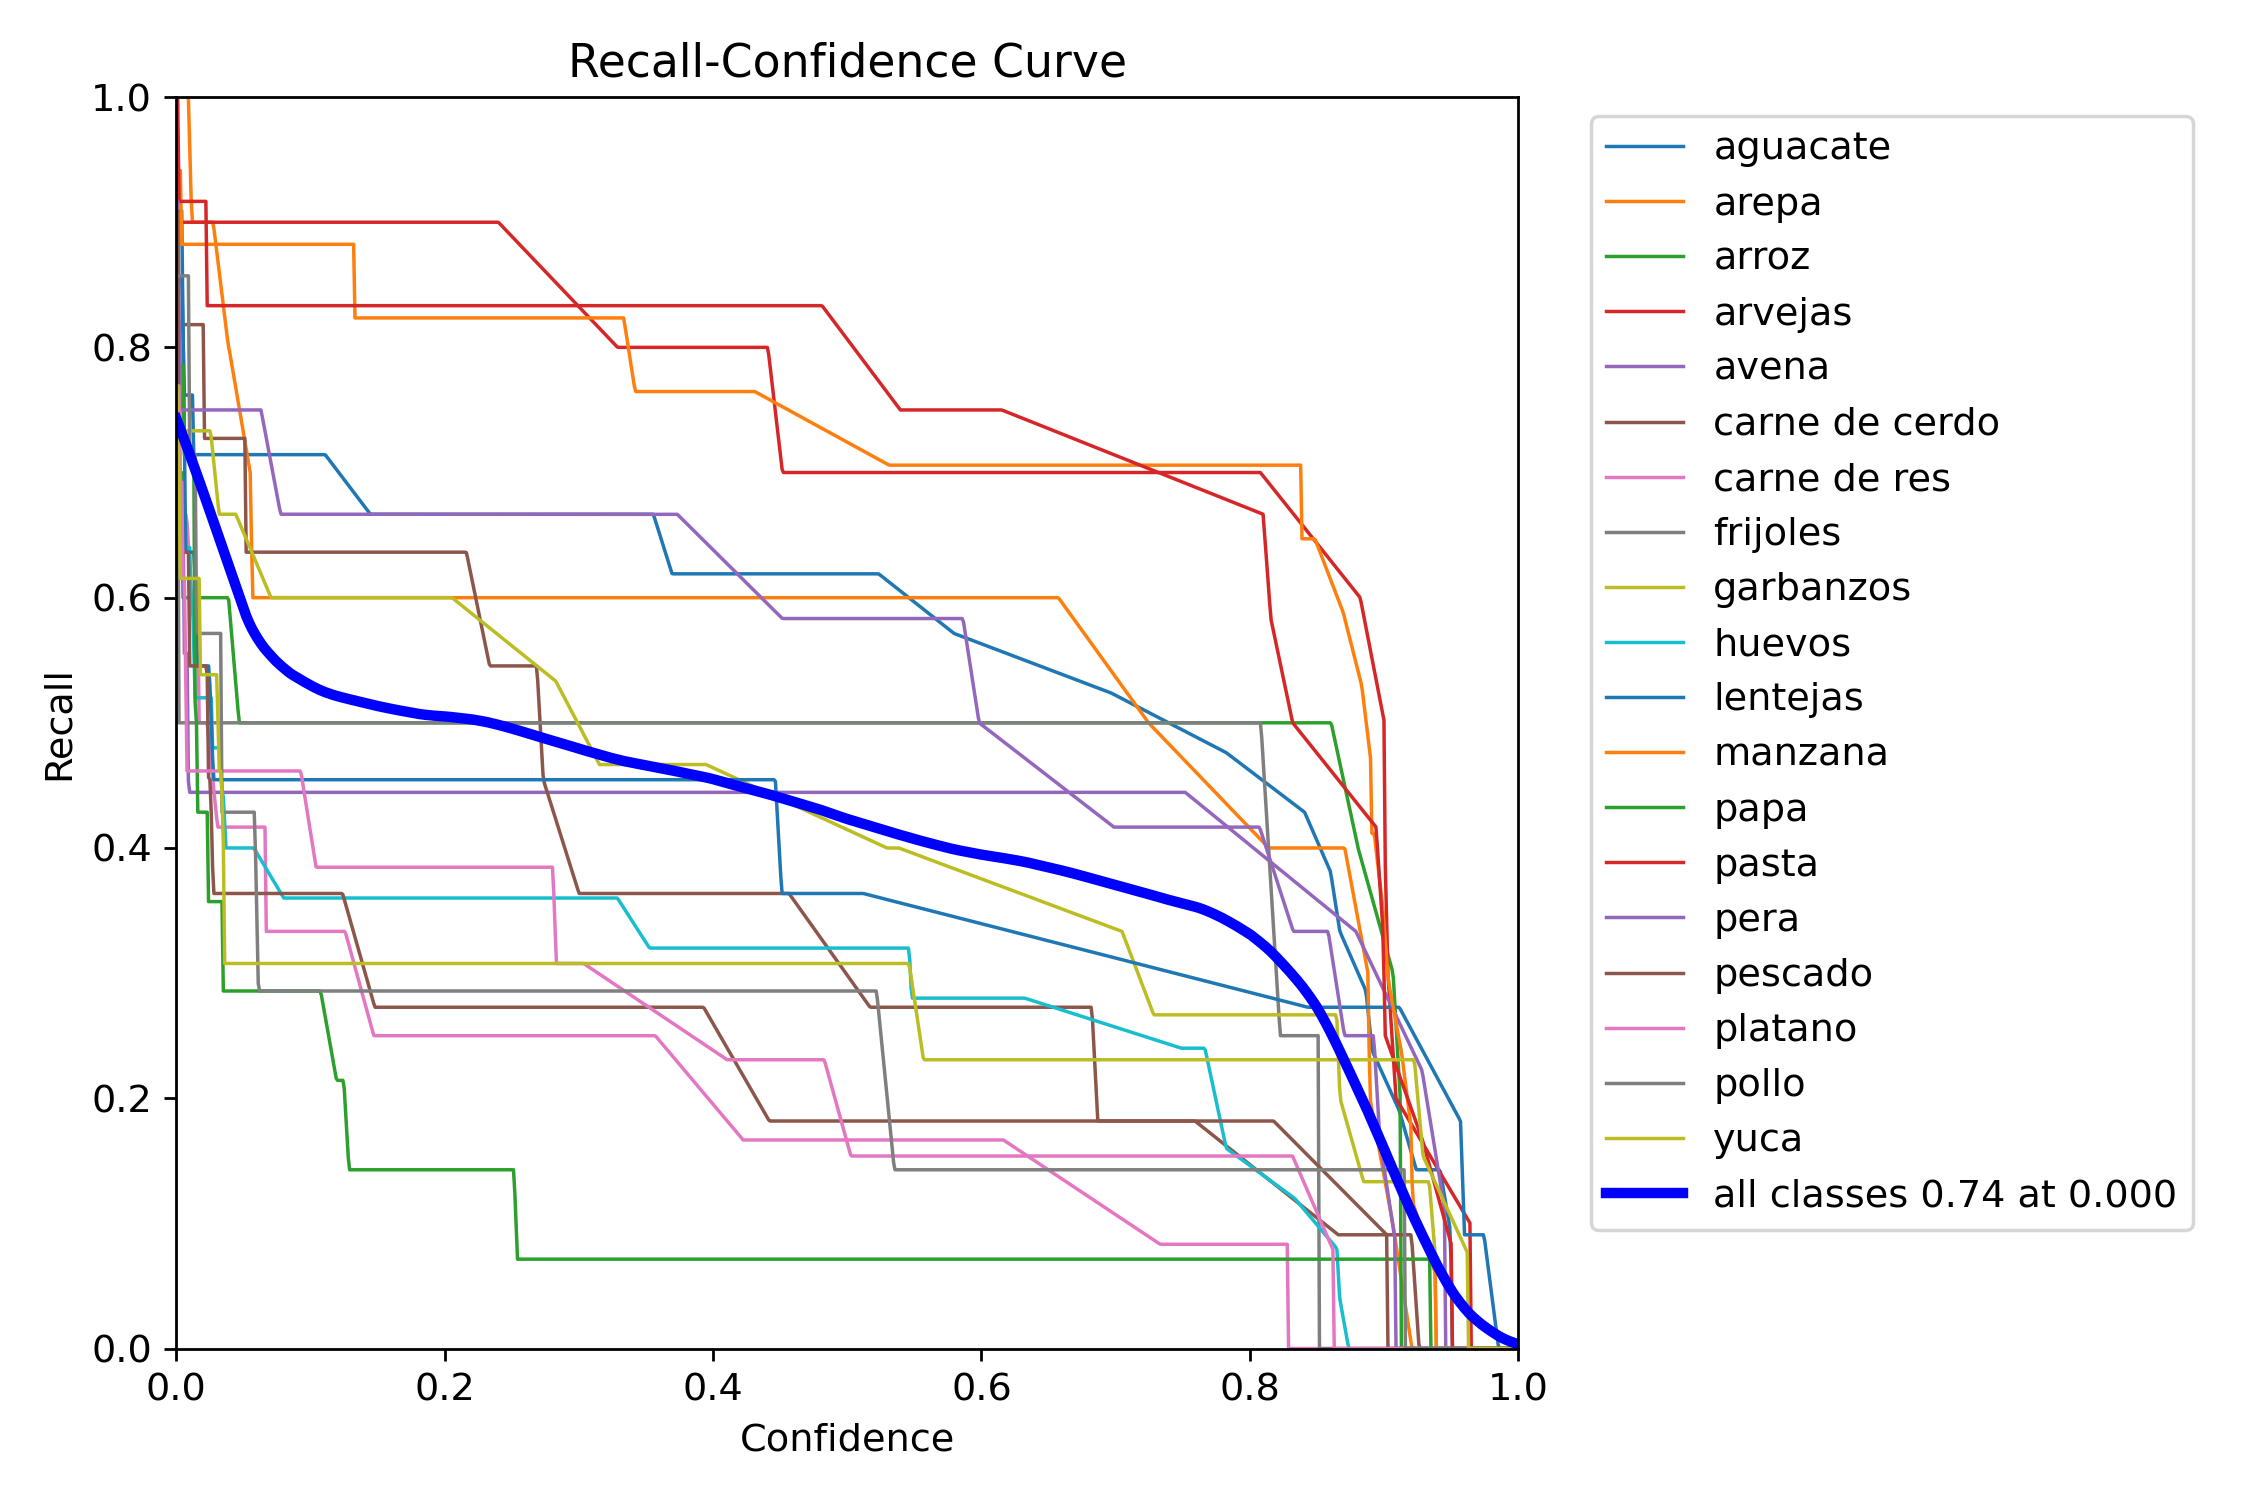 Recall-Confidence Curve
1.0
0.8
0.6
0.4
0.2
0.0
Recall
0.0 0.2 0.4 0.6 0.8 1.0
Confidence
aguacate
arepa
arroz
arvejas
avena
carne de cerdo
carne de res
frijoles
garbanzos
huevos
lentejas
manzana
papa
pasta
pera
pescado
platano
pollo
yuca
all classes 0.74 at 0.000